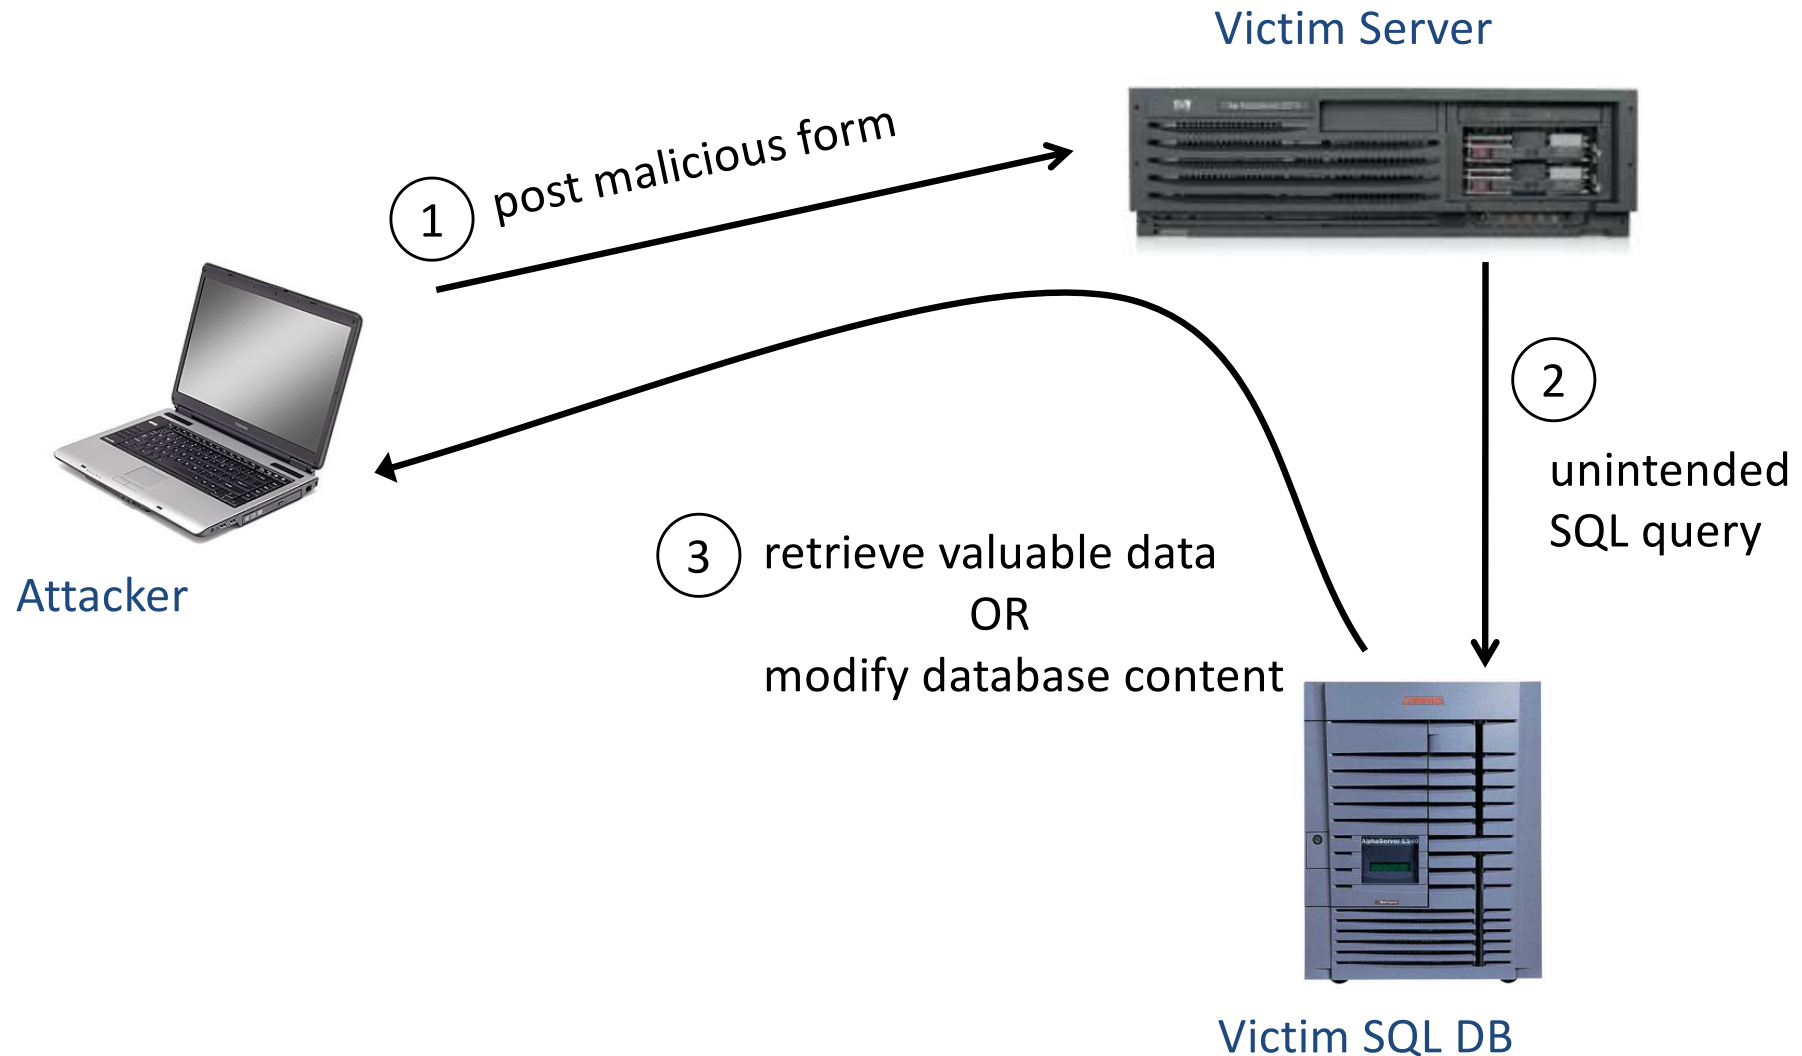 Victim Server
1
post malicious form
2
unintended
SQL query
3
retrieve valuable data
OR
modify database content
Attacker
Victim SQL DB